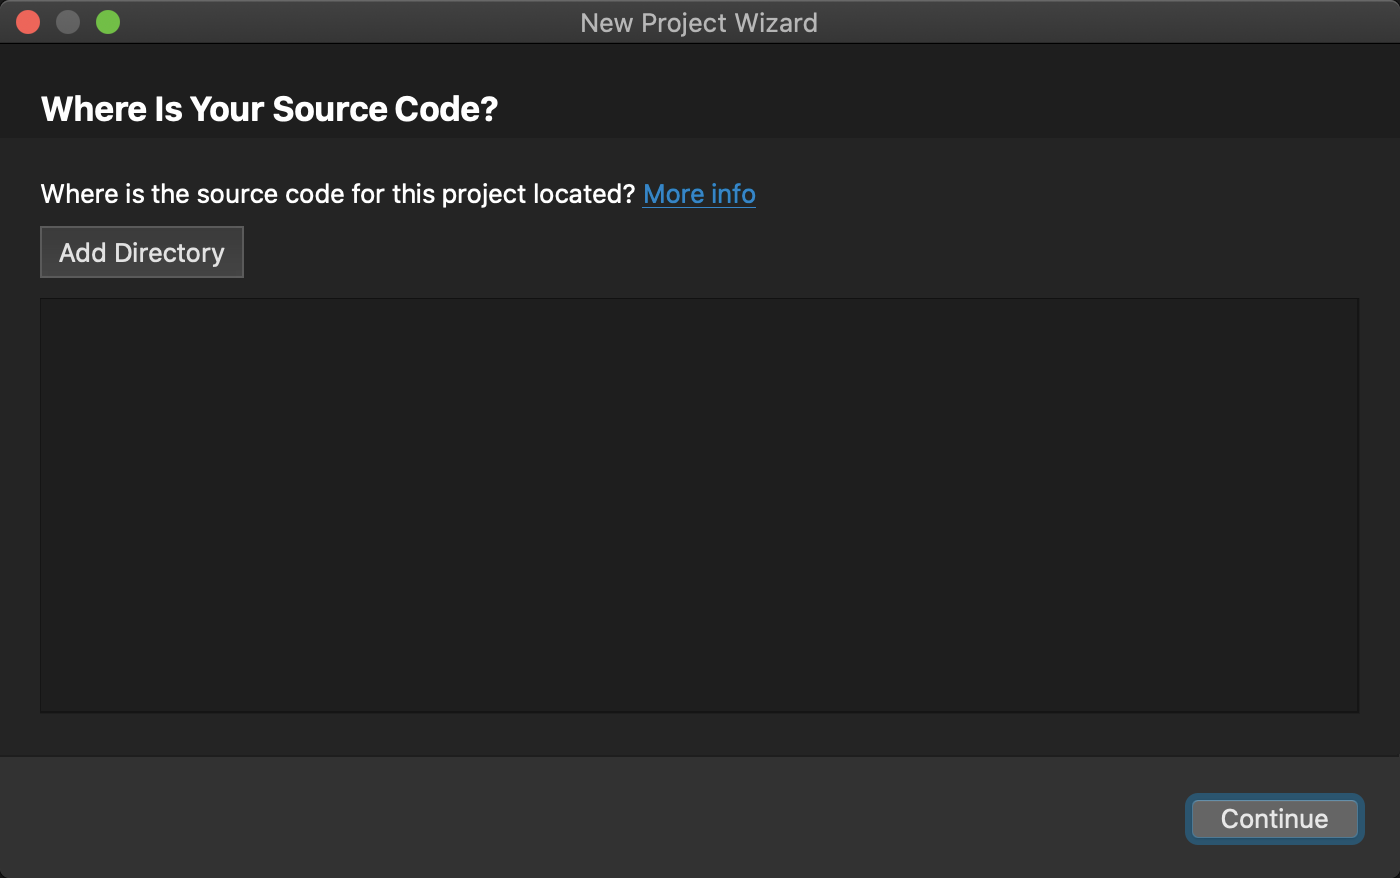 New Project Wizard
Where Is Your Source Code?
Where is the source code for this project located? More info
Add Directory
Continue